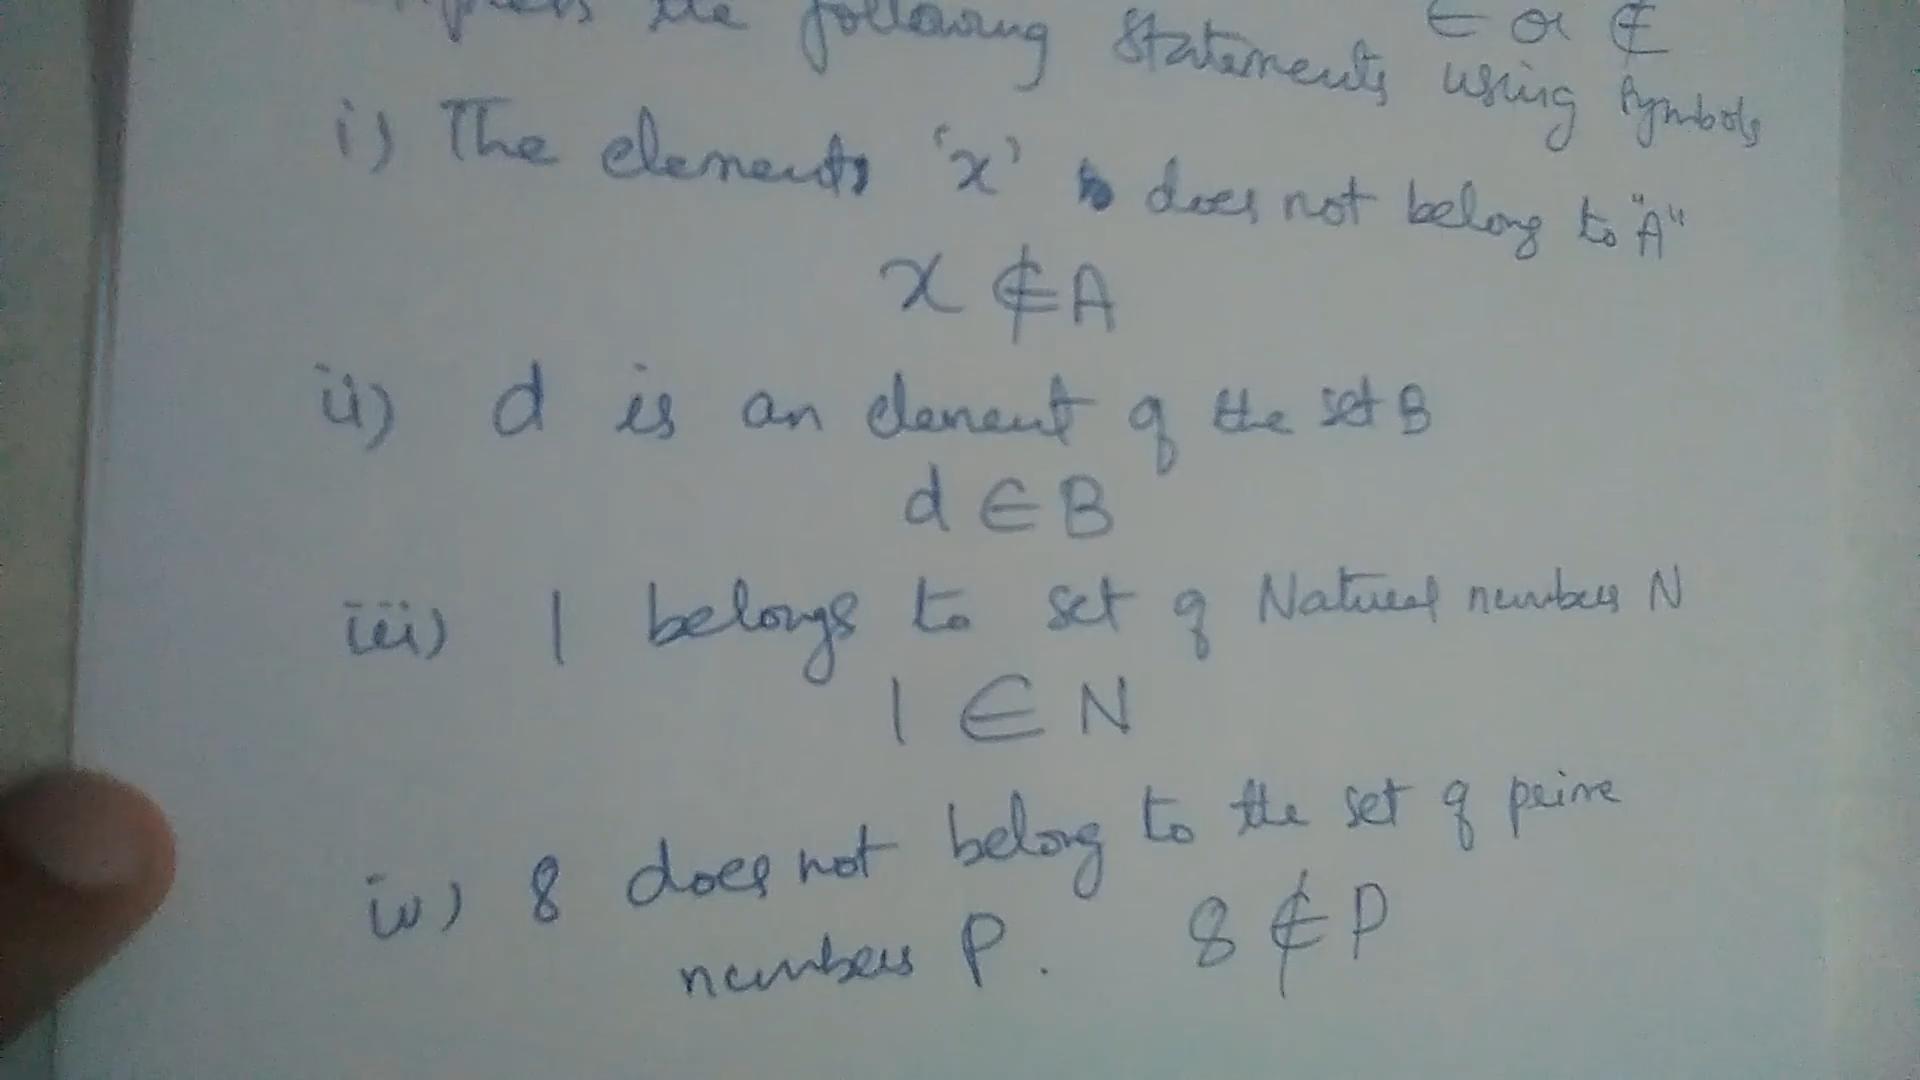 the following statements using symbols ∈ or ∉
i) The elements 'x' does not belong to "A"
x ∉ A
ii) d is an element of the set B
d ∈ B
iii) 1 belongs to set of Natural numbers N
1 ∈ N
iv) 8 does not belong to the set of prime
numbers P. 8 ∉ P